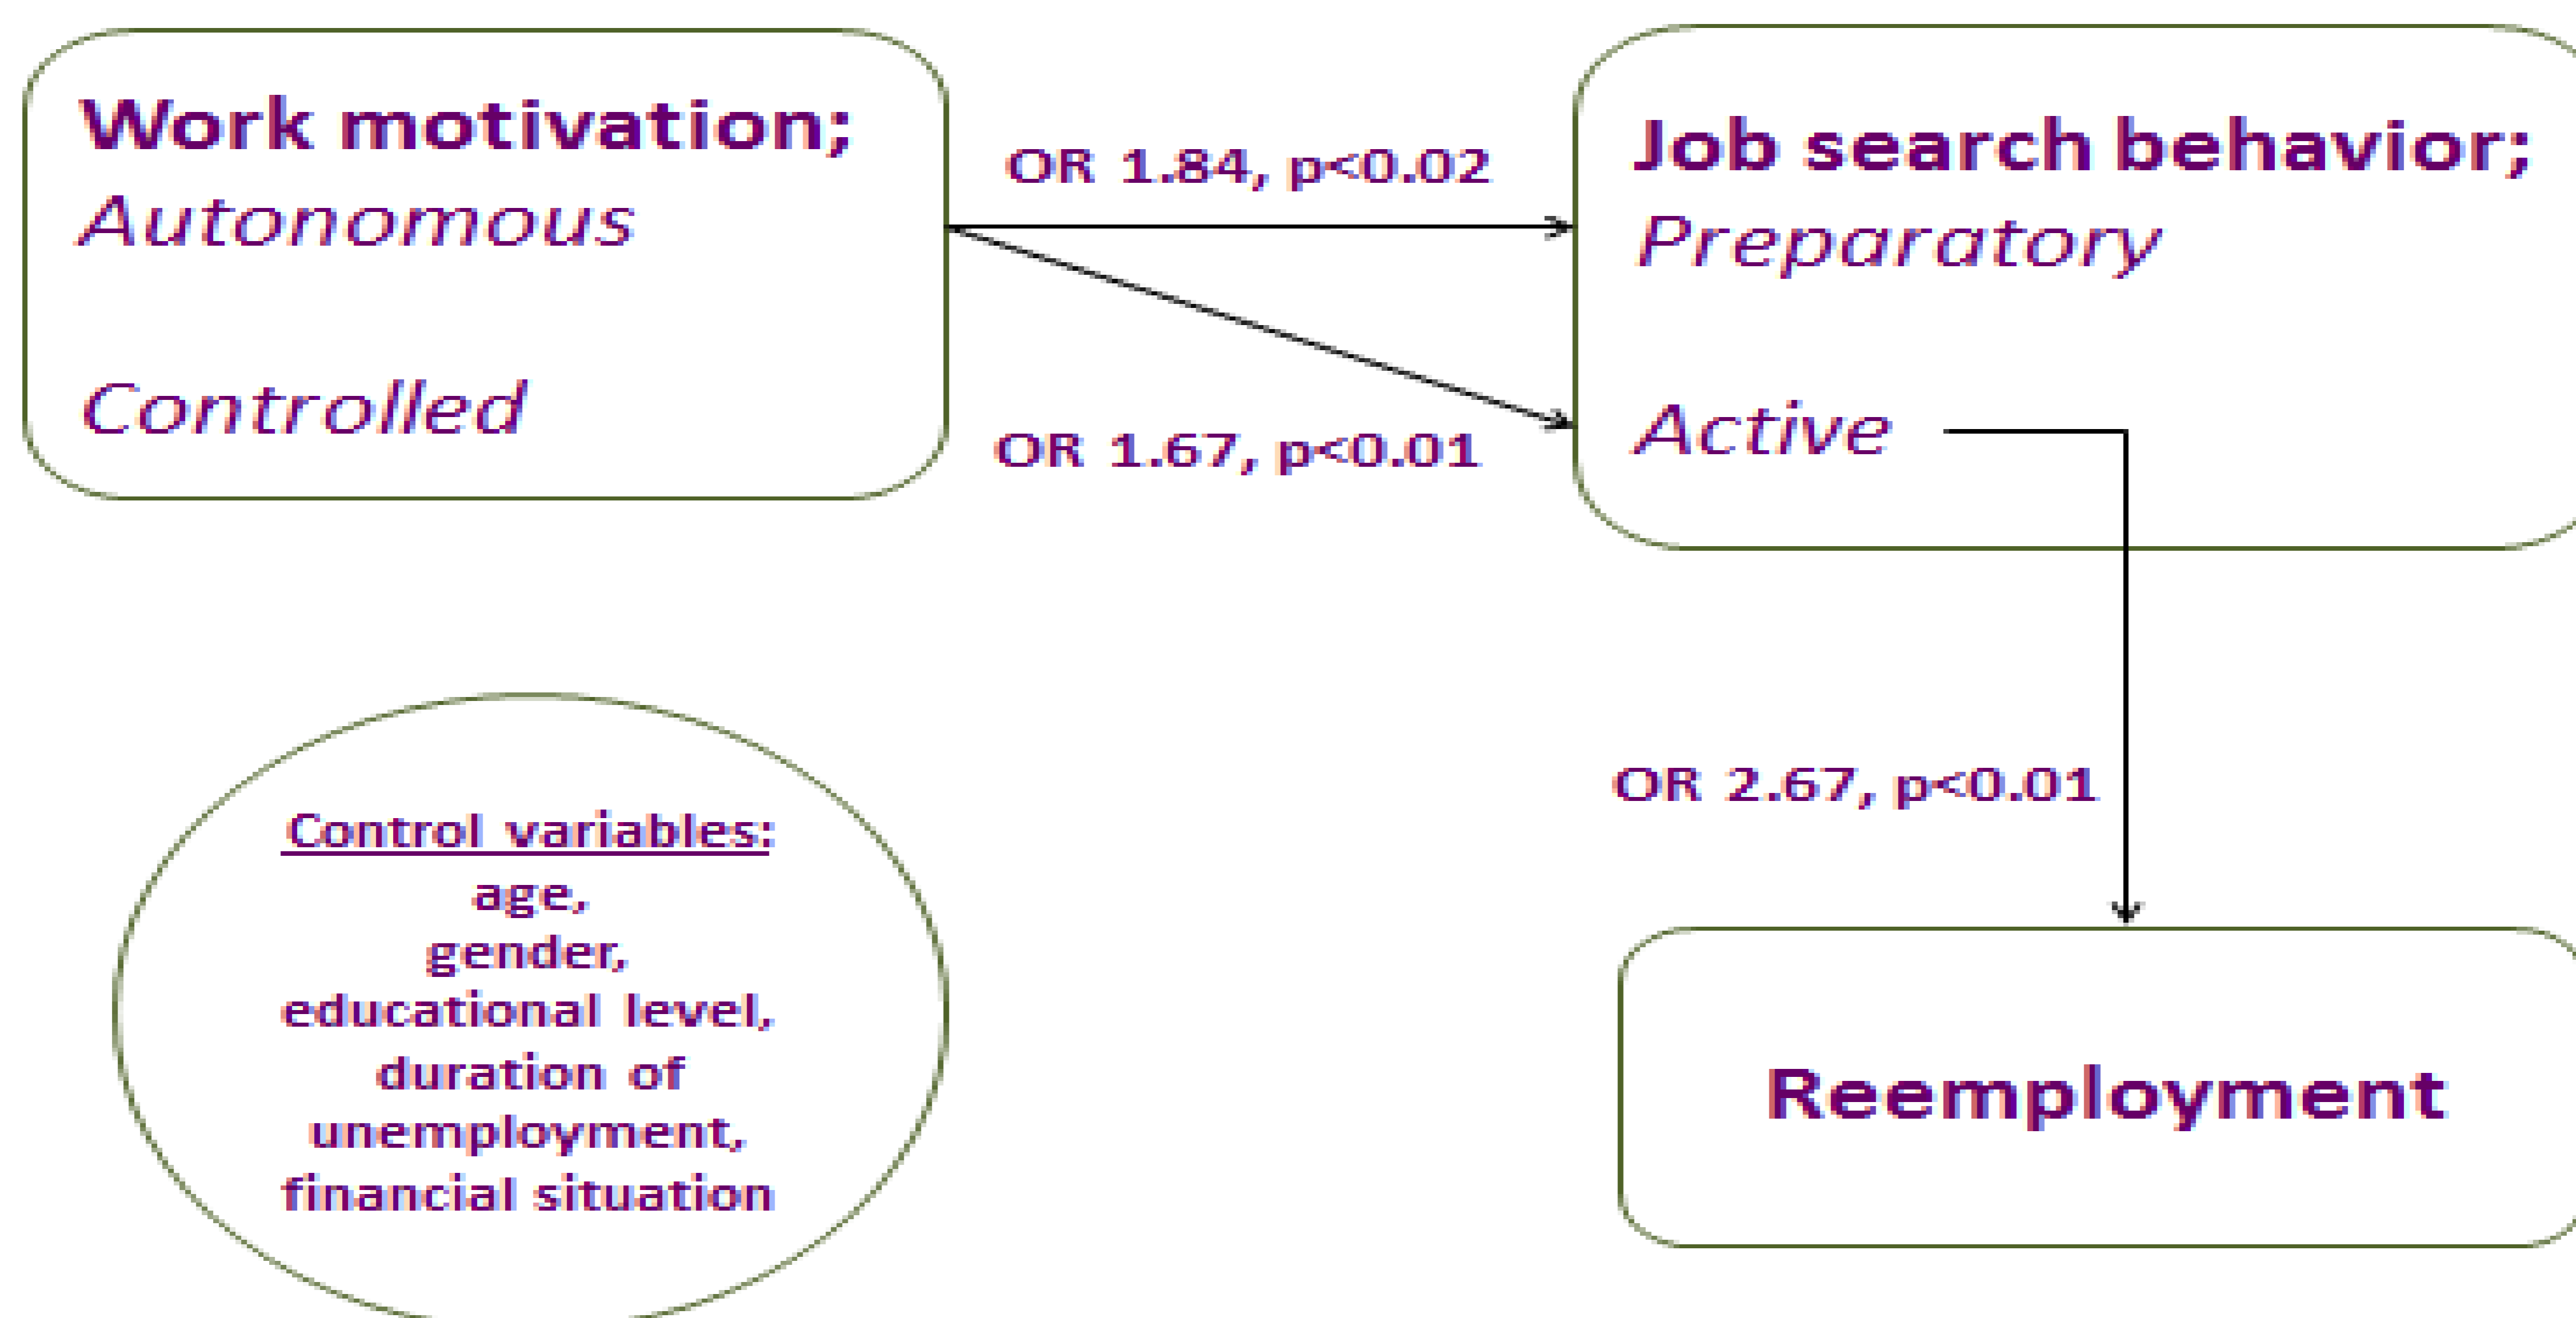 Work motivation;
Autonomous
Controlled
OR 1.84, p<0.02
OR 1.67, p<0.01
Job search behavior;
Preparatory
Active
OR 2.67, p<0.01
Reemployment
Control variables:
age,
gender,
educational level,
duration of
unemployment,
financial situation